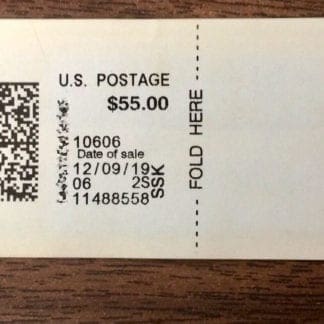 U.S. POSTAGE
$55.00
10606
Date of sale
12/09/19
06 2S
11488558
SSK
FOLD HERE